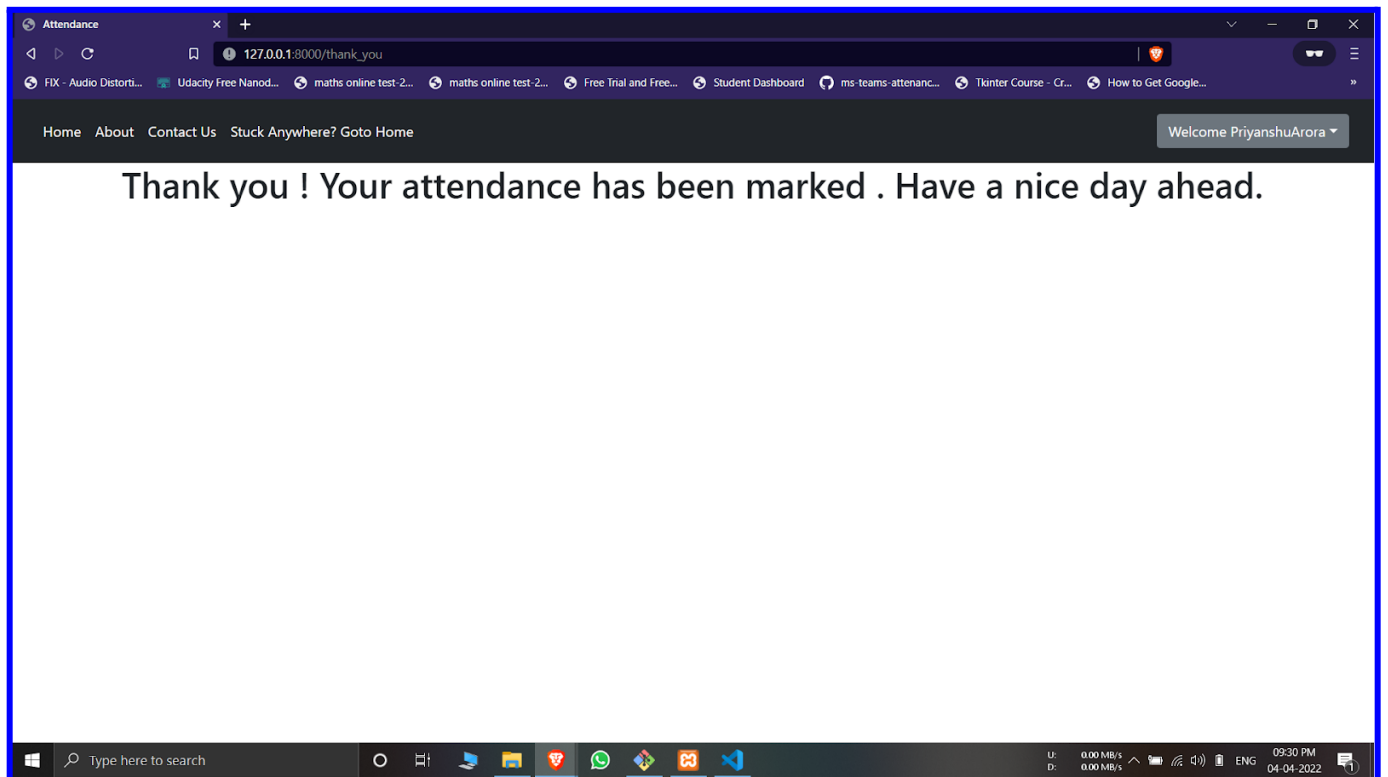 Attendance
127.0.0.1:8000/thank_you
FIX - Audio Distorti... Udacity Free Nanod... maths online test-2... maths online test-2... Free Trial and Free... Student Dashboard ms-teams-attenanc... Tkinter Course - Cr... How to Get Google... »
Home About Contact Us Stuck Anywhere? Goto Home Welcome PriyanshuArora
Thank you ! Your attendance has been marked . Have a nice day ahead.
Type here to search
U: 0.00 MB/s
D: 0.00 MB/s
ENG
09:30 PM
04-04-2022
1